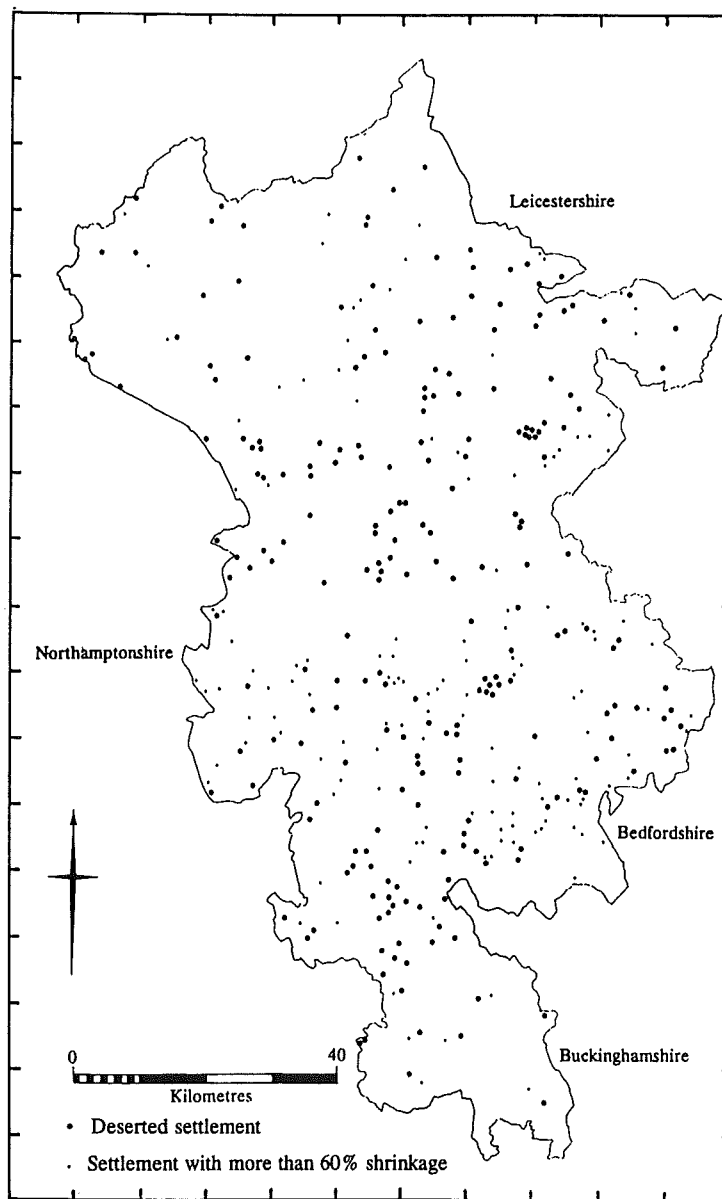 Leicestershire
Northamptonshire
Bedfordshire
Buckinghamshire
0 40
Kilometres
Deserted settlement
Settlement with more than 60% shrinkage